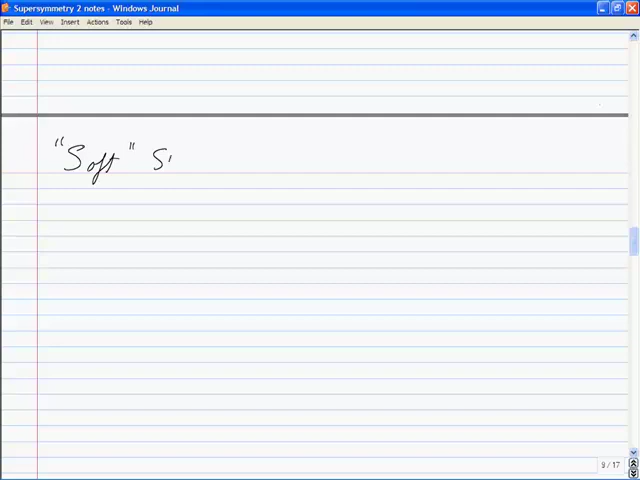 Supersymmetry 2 notes - Windows Journal
File Edit View Insert Actions Tools Help
"Soft" S
9 / 17